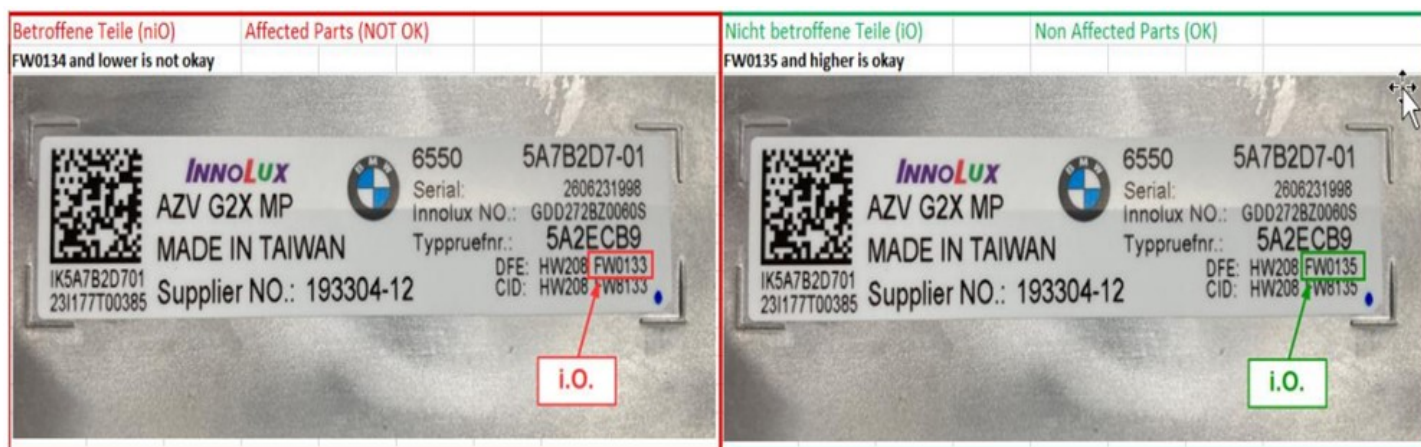 Betroffene Teile (niO) Affected Parts (NOT OK)
FW0134 and lower is not okay
INNOLUX
BMW
6550 5A7B2D7-01
AZV G2X MP
Serial: 2606231998
Innolux NO.: GDD272BZ0060S
MADE IN TAIWAN
Typpruefnr.: 5A2ECB9
DFE: HW208 FW0133
CID: HW208 FW8133
IK5A7B2D701
23I177T00385
Supplier NO.: 193304-12
i.O.
Nicht betroffene Teile (iO) Non Affected Parts (OK)
FW0135 and higher is okay
INNOLUX
BMW
6550 5A7B2D7-01
AZV G2X MP
Serial: 2606231998
Innolux NO.: GDD272BZ0060S
MADE IN TAIWAN
Typpruefnr.: 5A2ECB9
DFE: HW208 FW0135
CID: HW208 FW8135
IK5A7B2D701
23I177T00385
Supplier NO.: 193304-12
i.O.